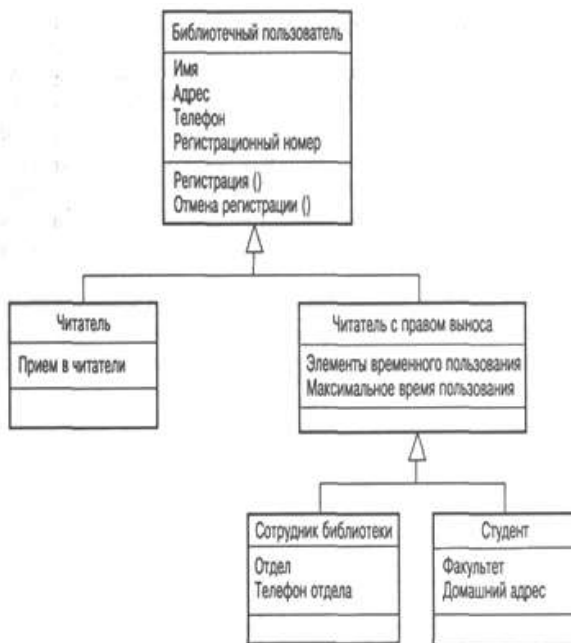 Библиотечный пользователь
Имя
Адрес
Телефон
Регистрационный номер
Регистрация ()
Отмена регистрации ()
Читатель
Прием в читатели
Читатель с правом выноса
Элементы временного пользования
Максимальное время пользования
Сотрудник библиотеки
Отдел
Телефон отдела
Студент
Факультет
Домашний адрес